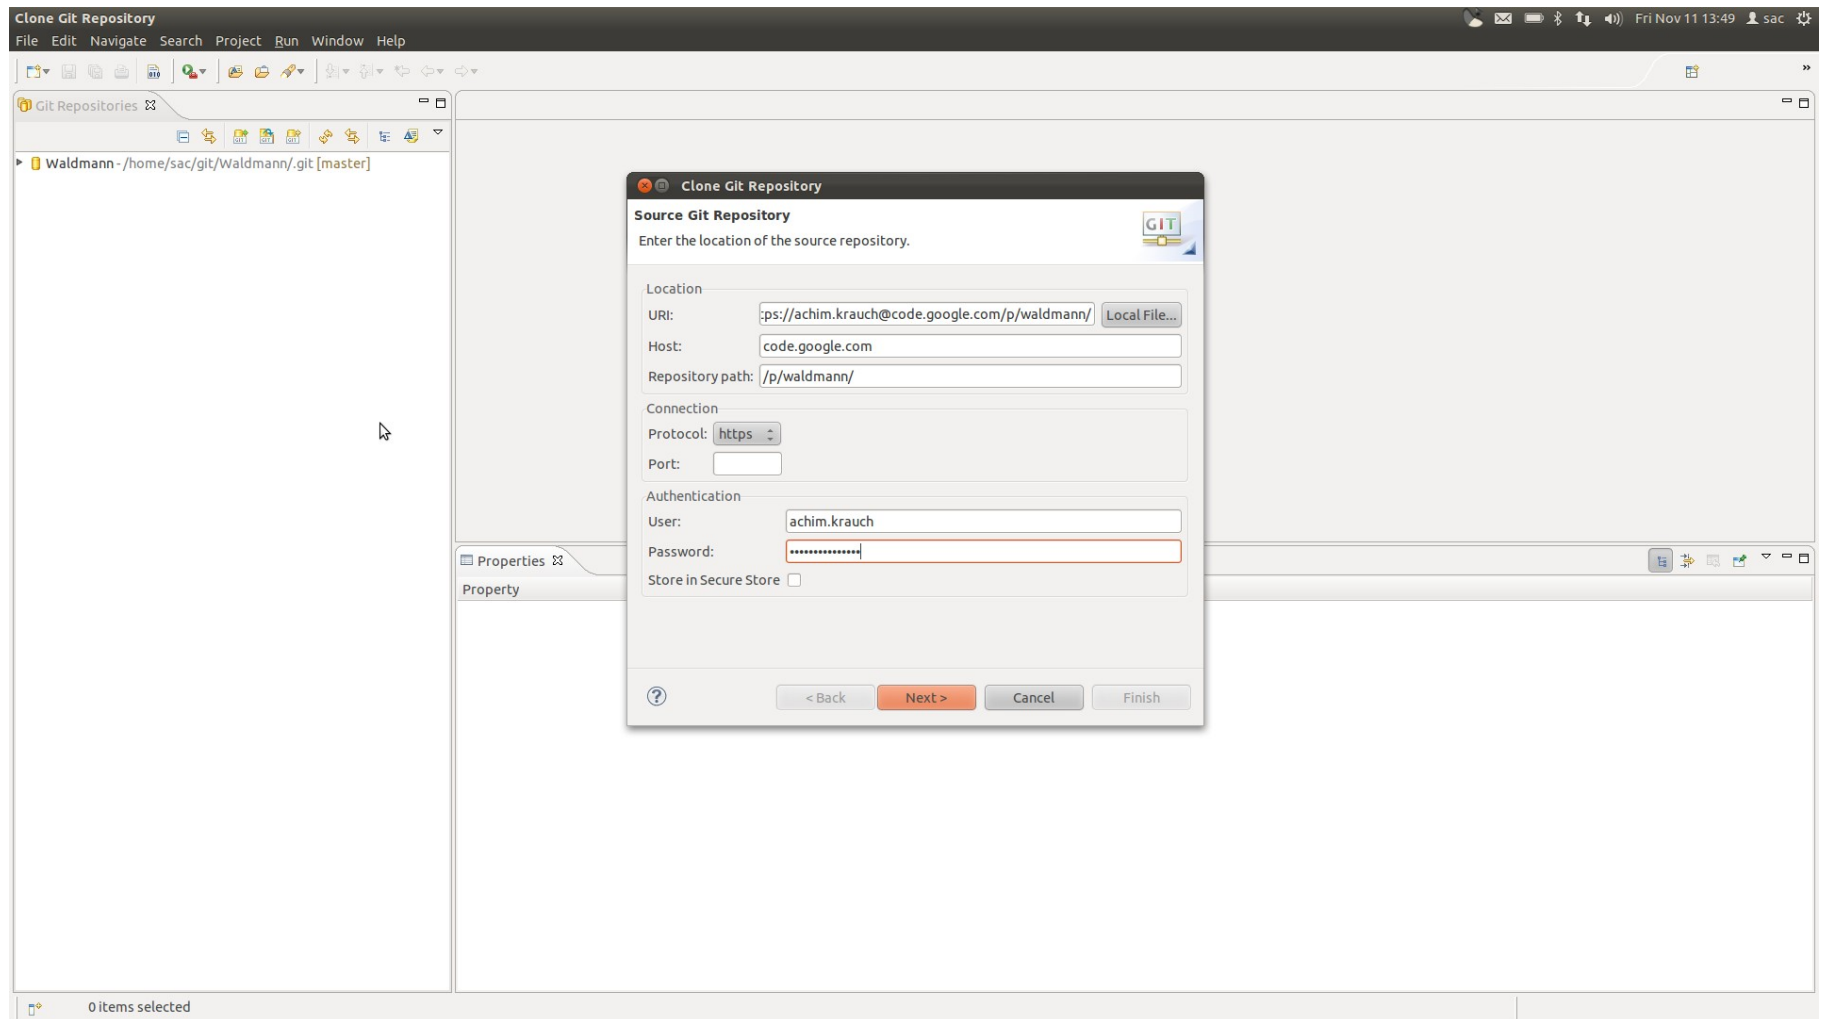 Clone Git Repository
Fri Nov 11 13:49 sac
File Edit Navigate Search Project Run Window Help
Git Repositories
Waldmann - /home/sac/git/Waldmann/.git [master]
Clone Git Repository
Source Git Repository
Enter the location of the source repository.
GIT
Location
URI: :ps://achim.krauch@code.google.com/p/waldmann/ Local File...
Host: code.google.com
Repository path: /p/waldmann/
Connection
Protocol: https
Port:
Authentication
User: achim.krauch
Password: •••••••••••••••
Store in Secure Store
? < Back Next > Cancel Finish
Properties
Property
0 items selected